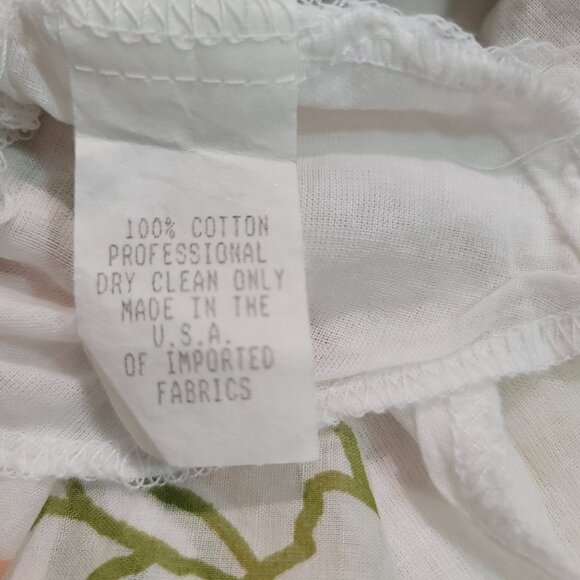 100% COTTON
PROFESSIONAL
DRY CLEAN ONLY
MADE IN THE
U.S.A.
OF IMPORTED
FABRICS